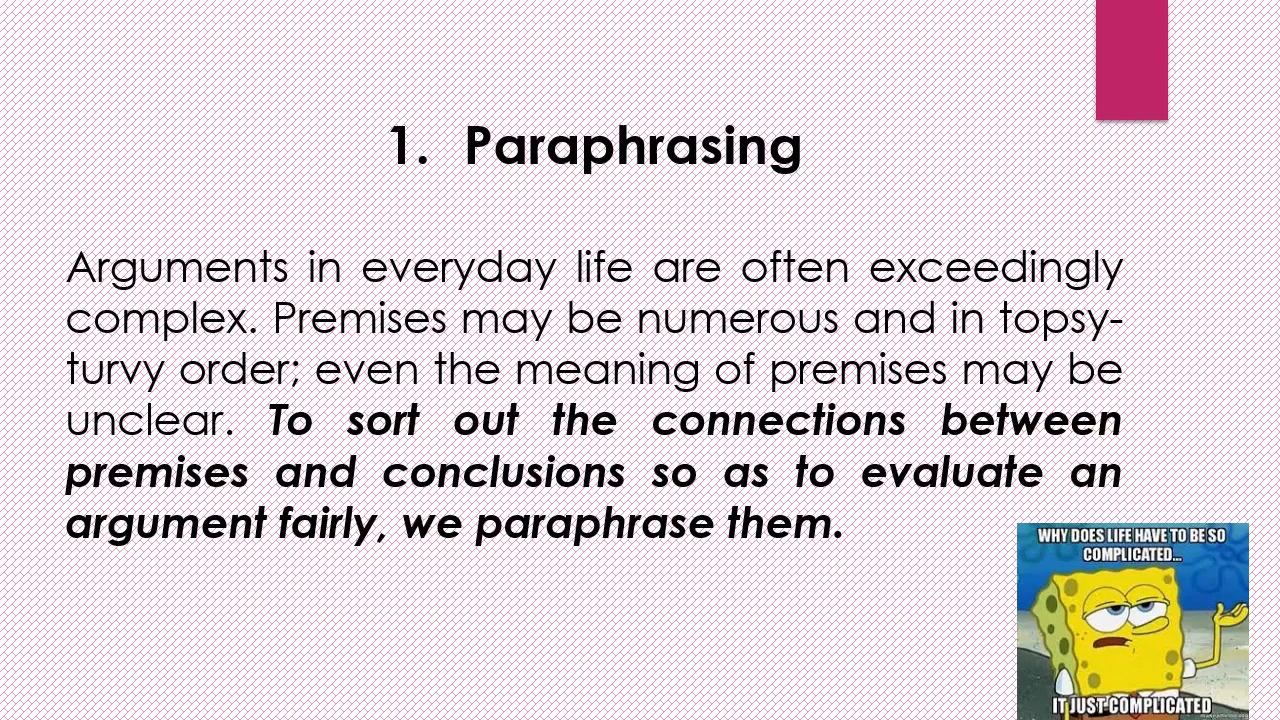 1. Paraphrasing
Arguments in everyday life are often exceedingly
complex. Premises may be numerous and in topsy-
turvy order; even the meaning of premises may be
unclear. To sort out the connections between
premises and conclusions so as to evaluate an
argument fairly, we paraphrase them.
WHY DOES LIFE HAVE TO BE SO
COMPLICATED...
IT JUST COMPLICATED